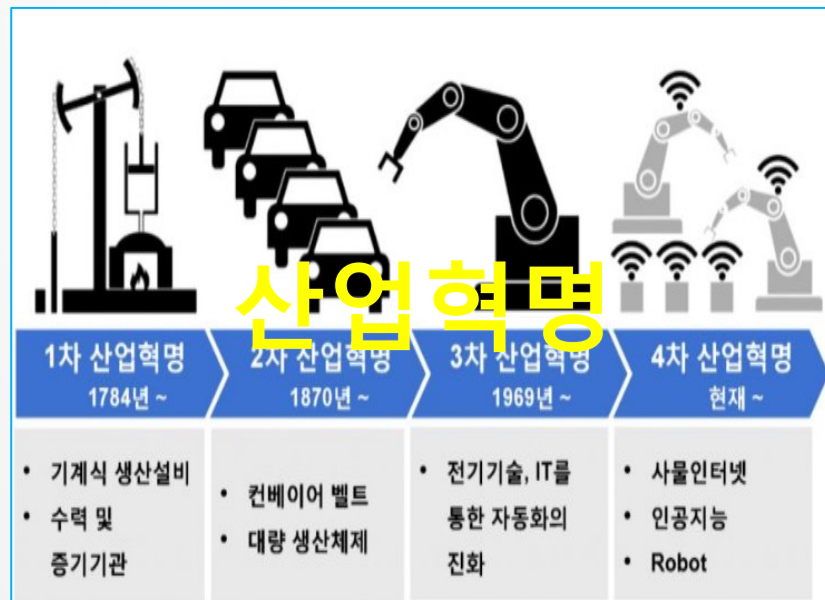 산업혁명
1차 산업혁명
1784년 ~
2차 산업혁명
1870년 ~
3차 산업혁명
1969년 ~
4차 산업혁명
현재 ~
• 기계식 생산설비
• 수력 및
증기기관
• 컨베이어 벨트
• 대량 생산체제
• 전기기술, IT를
통한 자동화의
진화
• 사물인터넷
• 인공지능
• Robot